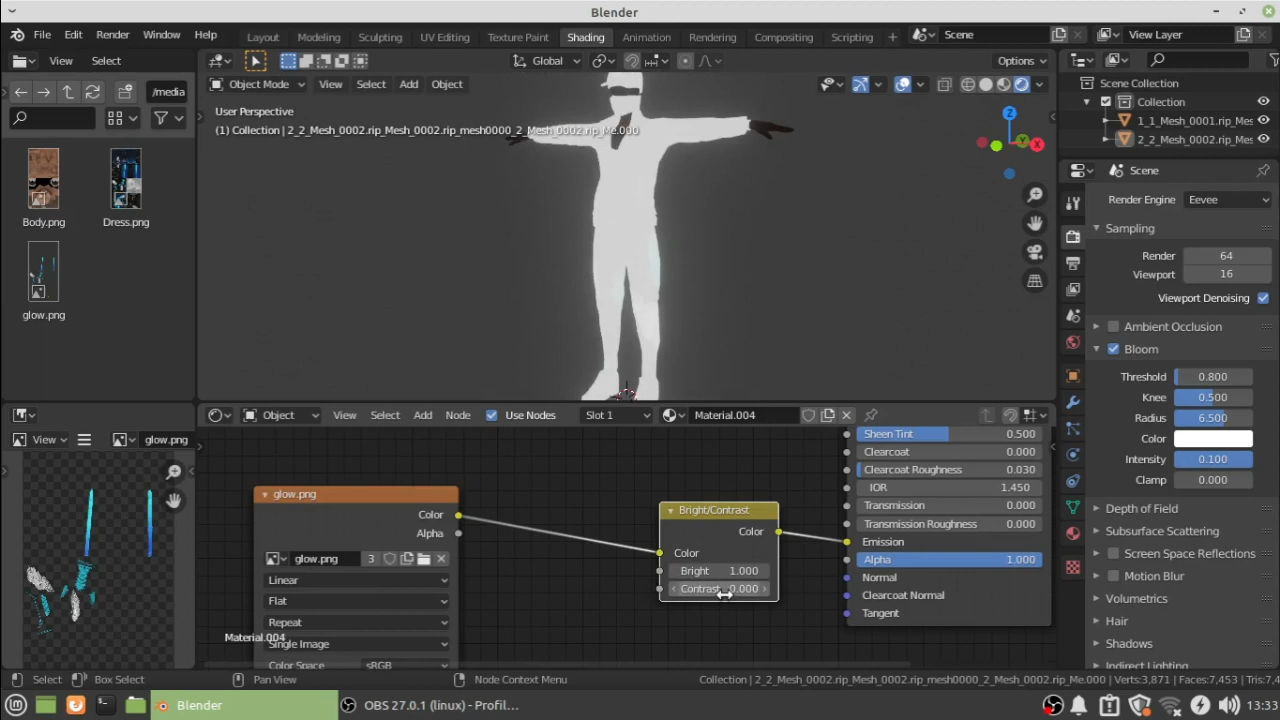 Blender
File Edit Render Window Help
Layout Modeling Sculpting UV Editing Texture Paint Shading Animation Rendering Compositing Scripting +
Scene
View Layer
View Select
Global
Options
/media
Object Mode View Select Add Object
User Perspective
(1) Collection | 2_2_Mesh_0002.rip_Mesh_0002.rip_mesh0000_2_Mesh_0002.rip_Me.000
Z
Y
X
Body.png
Dress.png
glow.png
Scene Collection
Collection
1_1_Mesh_0001.rip_Mes
2_2_Mesh_0002.rip_Mes
Scene
Render Engine Eevee
Sampling
Render 64
Viewport 16
Viewport Denoising
Ambient Occlusion
Bloom
Threshold 0.800
Knee 0.500
Radius 6.500
Color
Intensity 0.100
Clamp 0.000
Depth of Field
Subsurface Scattering
Screen Space Reflections
Motion Blur
Volumetrics
Hair
Shadows
Indirect Lighting
View
glow.png
Object View Select Add Node Use Nodes Slot 1 Material.004
glow.png
Color
Alpha
glow.png 3
Linear
Flat
Repeat
Single Image
Color Space sRGB
Material.004
Bright/Contrast
Color
Color
Bright 1.000
Contrast 0.000
Sheen Tint 0.500
Clearcoat 0.000
Clearcoat Roughness 0.030
IOR 1.450
Transmission 0.000
Transmission Roughness 0.000
Emission
Alpha 1.000
Normal
Clearcoat Normal
Tangent
Select Box Select Pan View Node Context Menu Collection | 2_2_Mesh_0002.rip_Mesh_0002.rip_mesh0000_2_Mesh_0002.rip_Me.000 | Verts:3,871 | Faces:7,453 | Tris:7,4
Blender
OBS 27.0.1 (linux) - Profil...
13:33